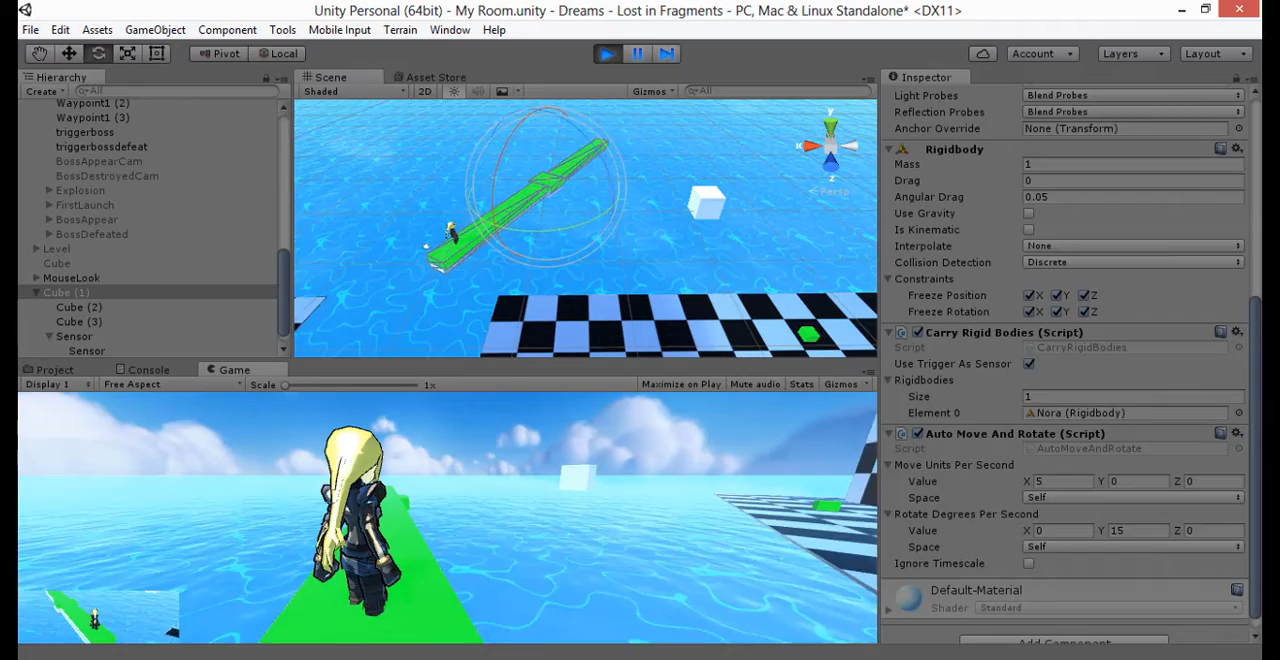 Unity Personal (64bit) - My Room.unity - Dreams - Lost in Fragments - PC, Mac & Linux Standalone* <DX11>
File Edit Assets GameObject Component Tools Mobile Input Terrain Window Help
Pivot Local Account Layers Layout
Hierarchy
Create All
Waypoint1 (2)
Waypoint1 (3)
triggerboss
triggerbossdefeat
BossAppearCam
BossDestroyedCam
Explosion
FirstLaunch
BossAppear
BossDefeated
Level
Cube
MouseLook
Cube (1)
Cube (2)
Cube (3)
Sensor
Sensor
Scene Asset Store
Shaded 2D Gizmos All
y
x
z
Persp
Project Console Game
Display 1 Free Aspect Scale 1x Maximize on Play Mute audio Stats Gizmos
Inspector
Light Probes Blend Probes
Reflection Probes Blend Probes
Anchor Override None (Transform)
Rigidbody
Mass 1
Drag 0
Angular Drag 0.05
Use Gravity
Is Kinematic
Interpolate None
Collision Detection Discrete
Constraints
Freeze Position X Y Z
Freeze Rotation X Y Z
Carry Rigid Bodies (Script)
Script CarryRigidBodies
Use Trigger As Sensor
Rigidbodies
Size 1
Element 0 Nora (Rigidbody)
Auto Move And Rotate (Script)
Script AutoMoveAndRotate
Move Units Per Second
Value X 5 Y 0 Z 0
Space Self
Rotate Degrees Per Second
Value X 0 Y 15 Z 0
Space Self
Ignore Timescale
Default-Material
Shader Standard
Add Component